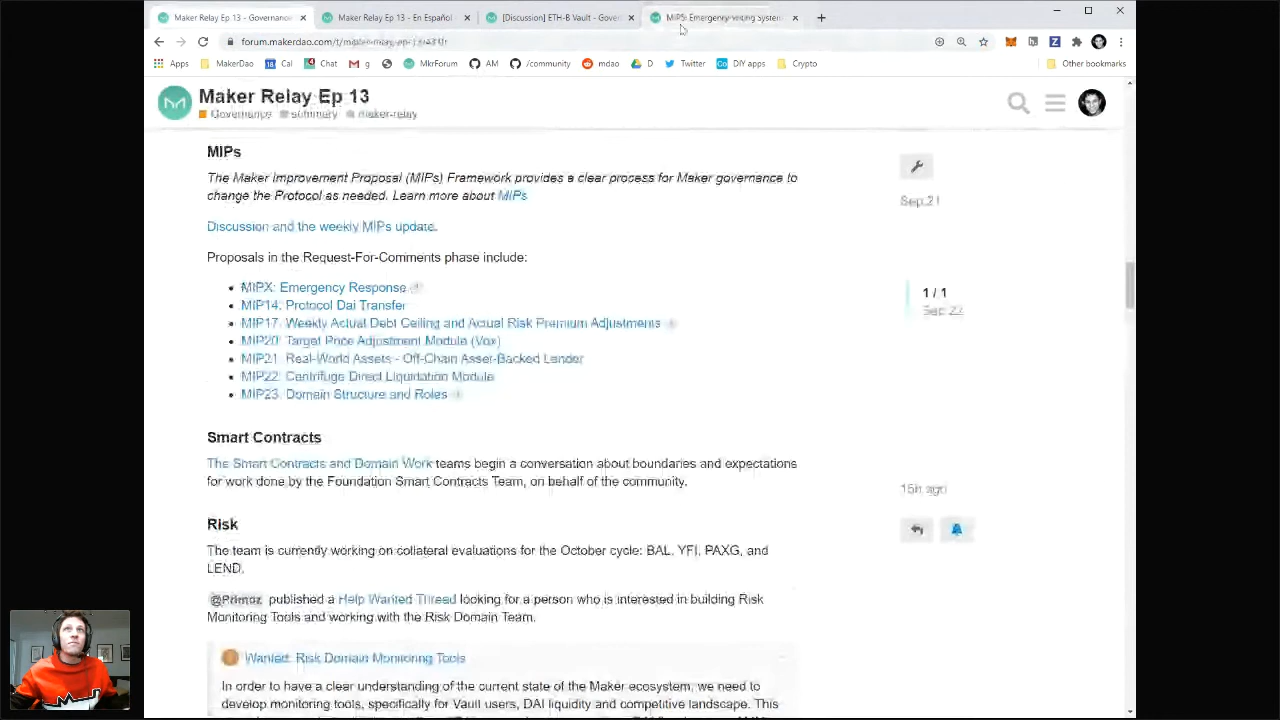 Maker Relay Ep 13 - Governanc
Maker Relay Ep 13 - En Español
[Discussion] ETH-B Vault - Gover
MIP5: Emergency Voting System
forum.makerdao.com/t/
Apps
MakerDao
Cal
Chat
g
MkrForum
AM
/community
mdao
D
Twitter
DIY apps
Crypto
Other bookmarks
Maker Relay Ep 13
Governance summary maker-relay
MIPs
The Maker Improvement Proposal (MIPs) Framework provides a clear process for Maker governance to
change the Protocol as needed. Learn more about MIPs
Discussion and the weekly MIPs update.
Proposals in the Request-For-Comments phase include:
MIPX: Emergency Response
MIP14: Protocol Dai Transfer
MIP17: Weekly Actual Debt Ceiling and Actual Risk Premium Adjustments
MIP20: Target Price Adjustment Module (Vox)
MIP21: Real-World Assets - Off-Chain Asset-Backed Lender
MIP22: Centrifuge Direct Liquidation Module
MIP23: Domain Structure and Roles
Smart Contracts
The Smart Contracts and Domain Work teams begin a conversation about boundaries and expectations
for work done by the Foundation Smart Contracts Team, on behalf of the community.
Risk
The team is currently working on collateral evaluations for the October cycle: BAL, YFI, PAXG, and
LEND.
@Primoz published a Help Wanted Thread looking for a person who is interested in building Risk
Monitoring Tools and working with the Risk Domain Team.
Wanted: Risk Domain Monitoring Tools
In order to have a clear understanding of the current state of the Maker ecosystem, we need to
develop monitoring tools, specifically for Vault users, DAI liquidity and competitive landscape. This
Sep 21
1 / 1
Sep 22
15h ago